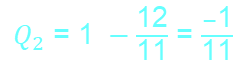 Q₂ = 1 − 12/11 = −1/11